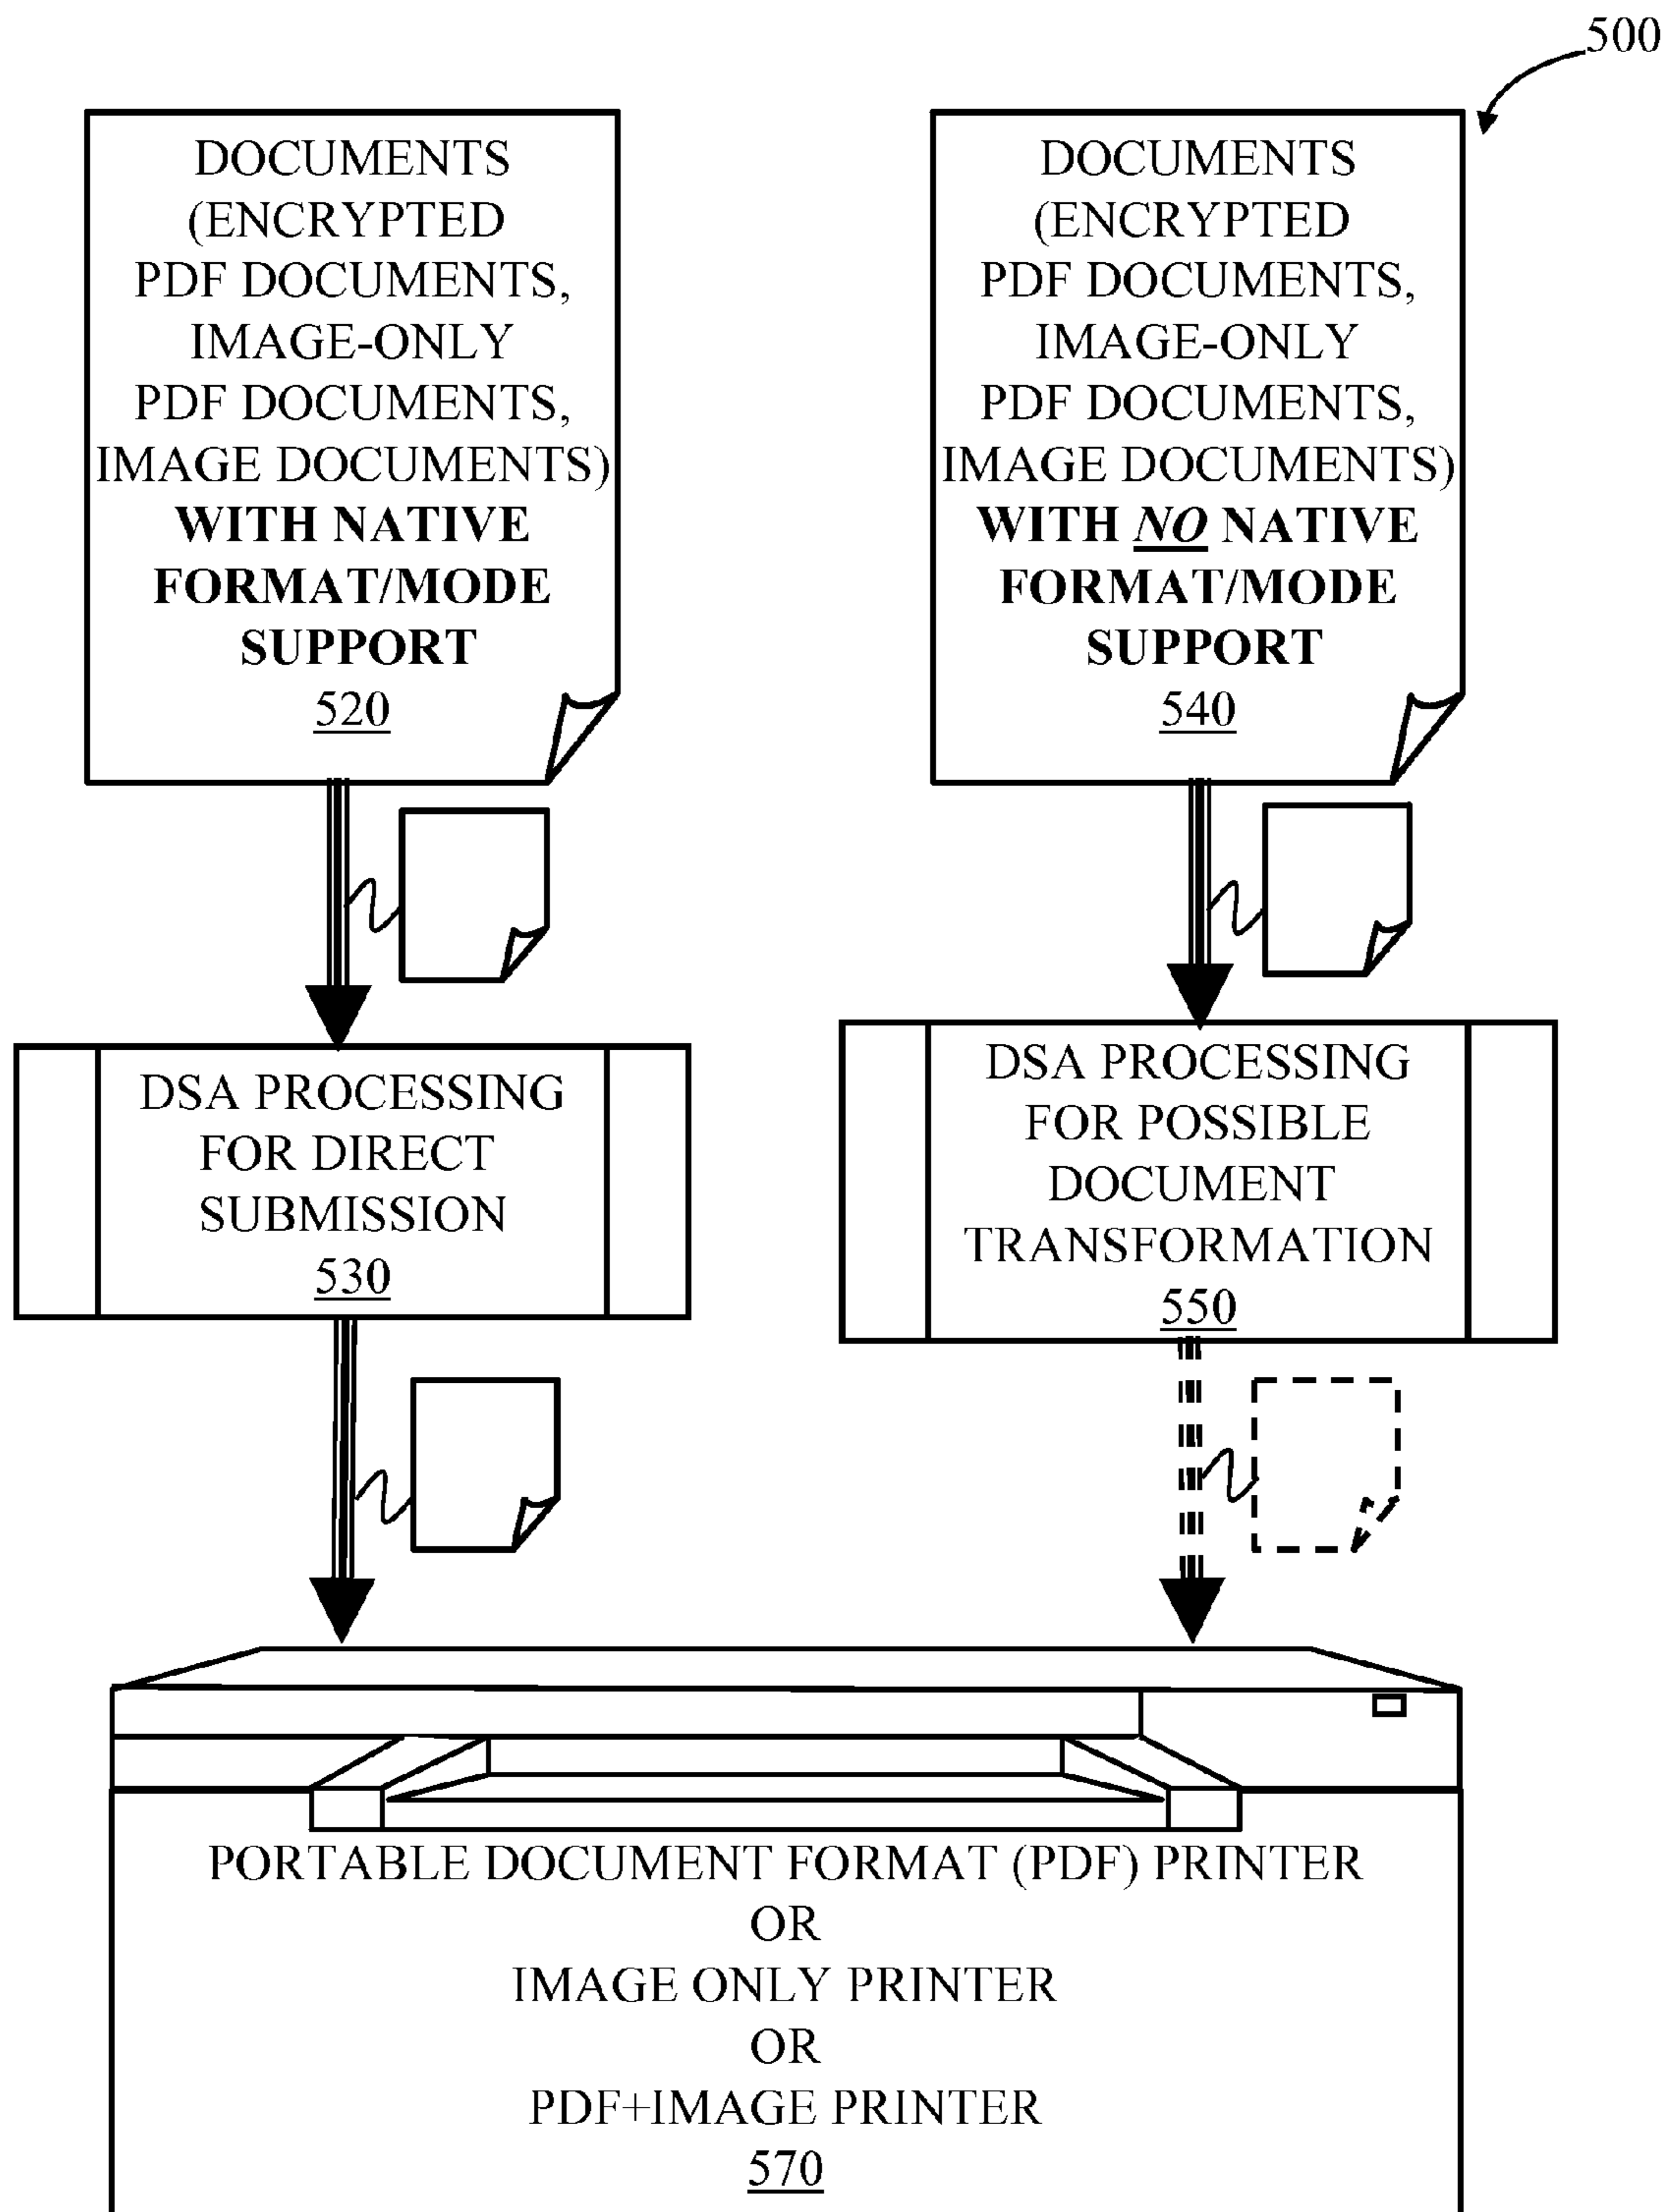 500
DOCUMENTS
(ENCRYPTED
PDF DOCUMENTS,
IMAGE-ONLY
PDF DOCUMENTS,
IMAGE DOCUMENTS)
WITH NATIVE
FORMAT/MODE
SUPPORT
520
DOCUMENTS
(ENCRYPTED
PDF DOCUMENTS,
IMAGE-ONLY
PDF DOCUMENTS,
IMAGE DOCUMENTS)
WITH NO NATIVE
FORMAT/MODE
SUPPORT
540
DSA PROCESSING
FOR DIRECT
SUBMISSION
530
DSA PROCESSING
FOR POSSIBLE
DOCUMENT
TRANSFORMATION
550
PORTABLE DOCUMENT FORMAT (PDF) PRINTER
OR
IMAGE ONLY PRINTER
OR
PDF+IMAGE PRINTER
570